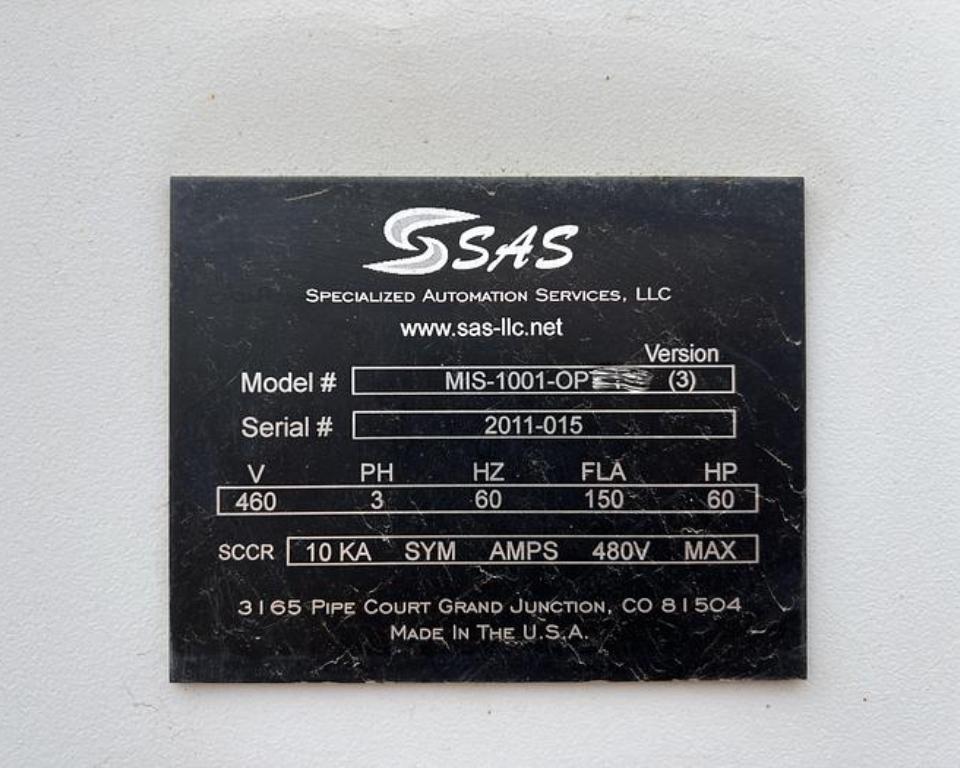 SAS
SPECIALIZED AUTOMATION SERVICES, LLC
www.sas-llc.net
Version
Model # MIS-1001-OP (3)
Serial # 2011-015
V PH HZ FLA HP
460 3 60 150 60
SCCR 10 KA SYM AMPS 480V MAX
3165 PIPE COURT GRAND JUNCTION, CO 81504
MADE IN THE U.S.A.